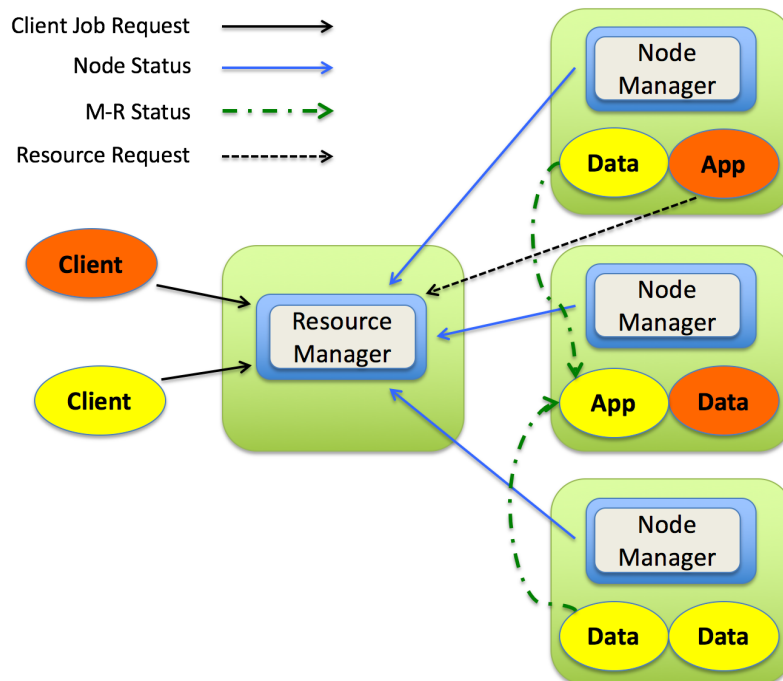 Client Job Request
Node Status
M-R Status
Resource Request
Client
Client
Resource
Manager
Node
Manager
Data
App
Node
Manager
App
Data
Node
Manager
Data
Data